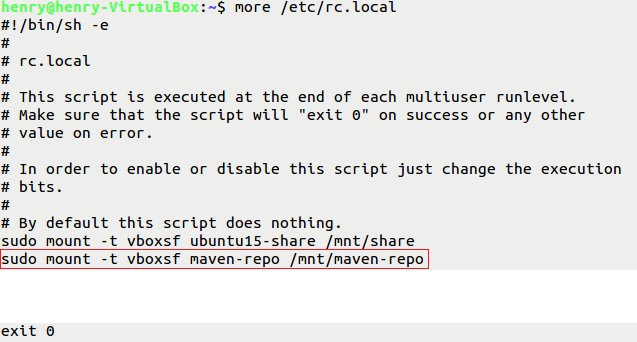 henry@henry-VirtualBox:~$ more /etc/rc.local
#!/bin/sh -e
#
# rc.local
#
# This script is executed at the end of each multiuser runlevel.
# Make sure that the script will "exit 0" on success or any other
# value on error.
#
# In order to enable or disable this script just change the execution
# bits.
#
# By default this script does nothing.
sudo mount -t vboxsf ubuntu15-share /mnt/share
sudo mount -t vboxsf maven-repo /mnt/maven-repo
exit 0